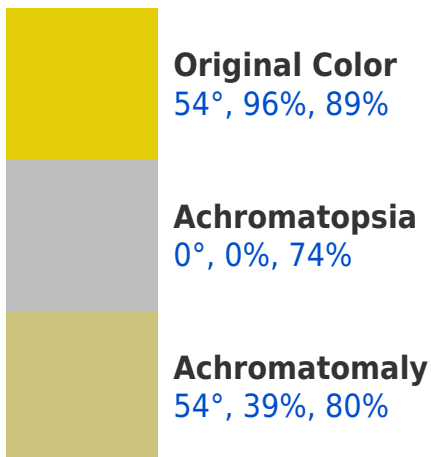 Original Color
54°, 96%, 89%
Achromatopsia
0°, 0%, 74%
Achromatomaly
54°, 39%, 80%